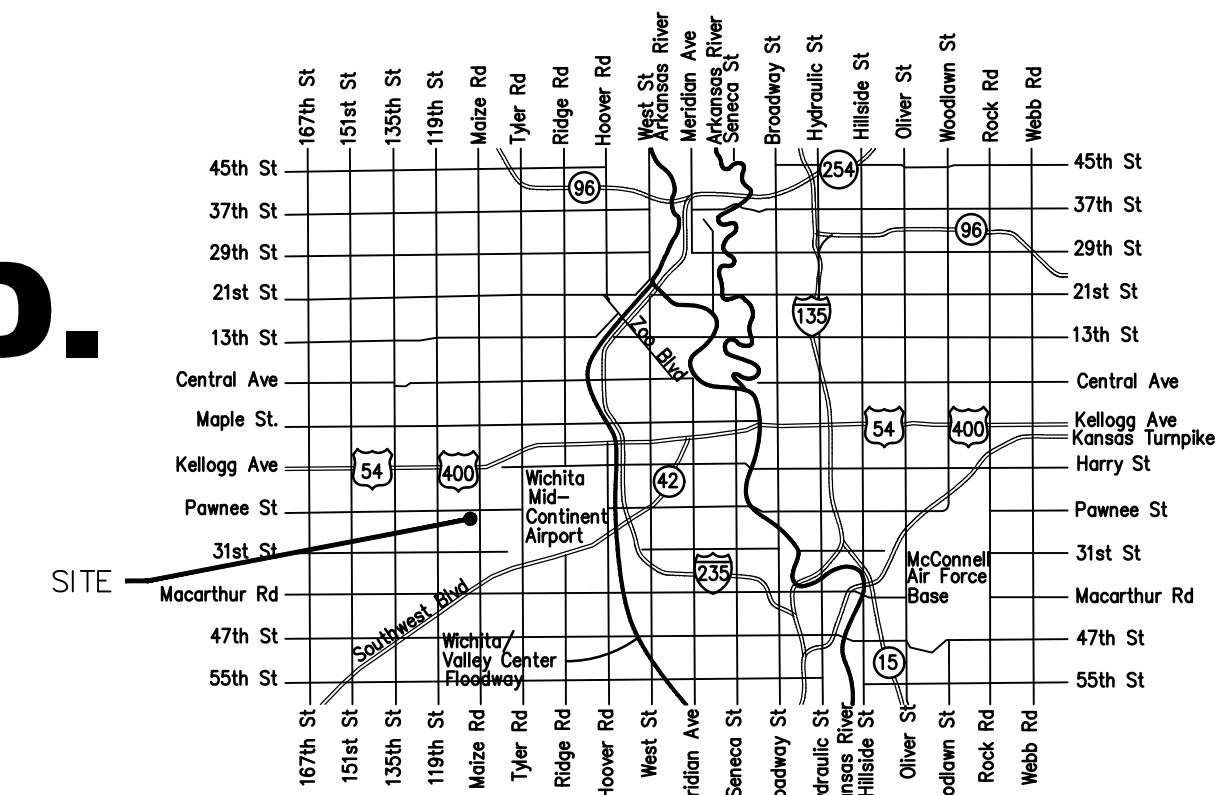 167th St
151st St
135th St
119th St
Maize Rd
Tyler Rd
Ridge Rd
Hoover Rd
West St
Arkansas River
Meridian Ave
Arkansas River
Seneca St
Broadway St
Hydraulic St
Hillside St
Oliver St
Woodlawn St
Rock Rd
Webb Rd
45th St
254
45th St
96
37th St
37th St
96
29th St
29th St
21st St
21st St
135
13th St
Zoo Blvd
13th St
Central Ave
Central Ave
Maple St.
54
400
Kellogg Ave
Kansas Turnpike
Kellogg Ave
54
400
Harry St
Wichita
Mid-
Continent
Airport
42
Pawnee St
Pawnee St
31st St
31st St
McConnell
Air Force
Base
235
SITE
Macarthur Rd
Macarthur Rd
Southwest Blvd
47th St
47th St
Wichita/
Valley Center
Floodway
15
55th St
55th St
167th St
151st St
135th St
119th St
Maize Rd
Tyler Rd
Ridge Rd
Hoover Rd
West St
ridian Ave
Seneca St
oadway St
draulic St
nsas River
Hillside St
Oliver St
odlawn St
Rock Rd
Webb Rd